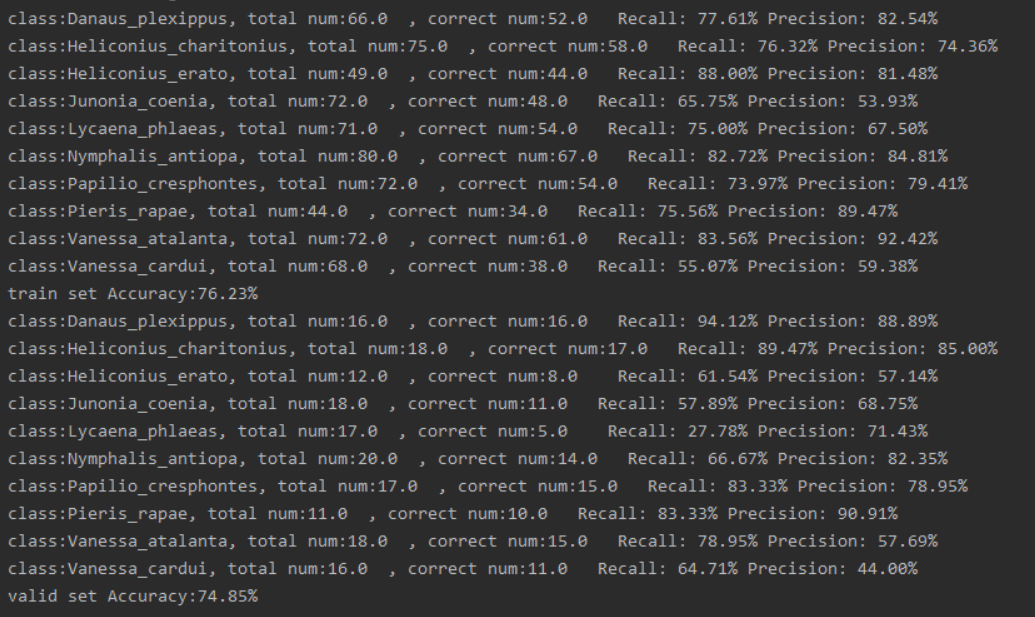 class:Danaus_plexippus, total num:66.0  , correct num:52.0   Recall: 77.61% Precision: 82.54%
class:Heliconius_charitonius, total num:75.0  , correct num:58.0   Recall: 76.32% Precision: 74.36%
class:Heliconius_erato, total num:49.0  , correct num:44.0   Recall: 88.00% Precision: 81.48%
class:Junonia_coenia, total num:72.0  , correct num:48.0   Recall: 65.75% Precision: 53.93%
class:Lycaena_phlaeas, total num:71.0  , correct num:54.0   Recall: 75.00% Precision: 67.50%
class:Nymphalis_antiopa, total num:80.0  , correct num:67.0   Recall: 82.72% Precision: 84.81%
class:Papilio_cresphontes, total num:72.0  , correct num:54.0   Recall: 73.97% Precision: 79.41%
class:Pieris_rapae, total num:44.0  , correct num:34.0   Recall: 75.56% Precision: 89.47%
class:Vanessa_atalanta, total num:72.0  , correct num:61.0   Recall: 83.56% Precision: 92.42%
class:Vanessa_cardui, total num:68.0  , correct num:38.0   Recall: 55.07% Precision: 59.38%
train set Accuracy:76.23%
class:Danaus_plexippus, total num:16.0  , correct num:16.0   Recall: 94.12% Precision: 88.89%
class:Heliconius_charitonius, total num:18.0  , correct num:17.0   Recall: 89.47% Precision: 85.00%
class:Heliconius_erato, total num:12.0  , correct num:8.0    Recall: 61.54% Precision: 57.14%
class:Junonia_coenia, total num:18.0  , correct num:11.0   Recall: 57.89% Precision: 68.75%
class:Lycaena_phlaeas, total num:17.0  , correct num:5.0    Recall: 27.78% Precision: 71.43%
class:Nymphalis_antiopa, total num:20.0  , correct num:14.0   Recall: 66.67% Precision: 82.35%
class:Papilio_cresphontes, total num:17.0  , correct num:15.0   Recall: 83.33% Precision: 78.95%
class:Pieris_rapae, total num:11.0  , correct num:10.0   Recall: 83.33% Precision: 90.91%
class:Vanessa_atalanta, total num:18.0  , correct num:15.0   Recall: 78.95% Precision: 57.69%
class:Vanessa_cardui, total num:16.0  , correct num:11.0   Recall: 64.71% Precision: 44.00%
valid set Accuracy:74.85%